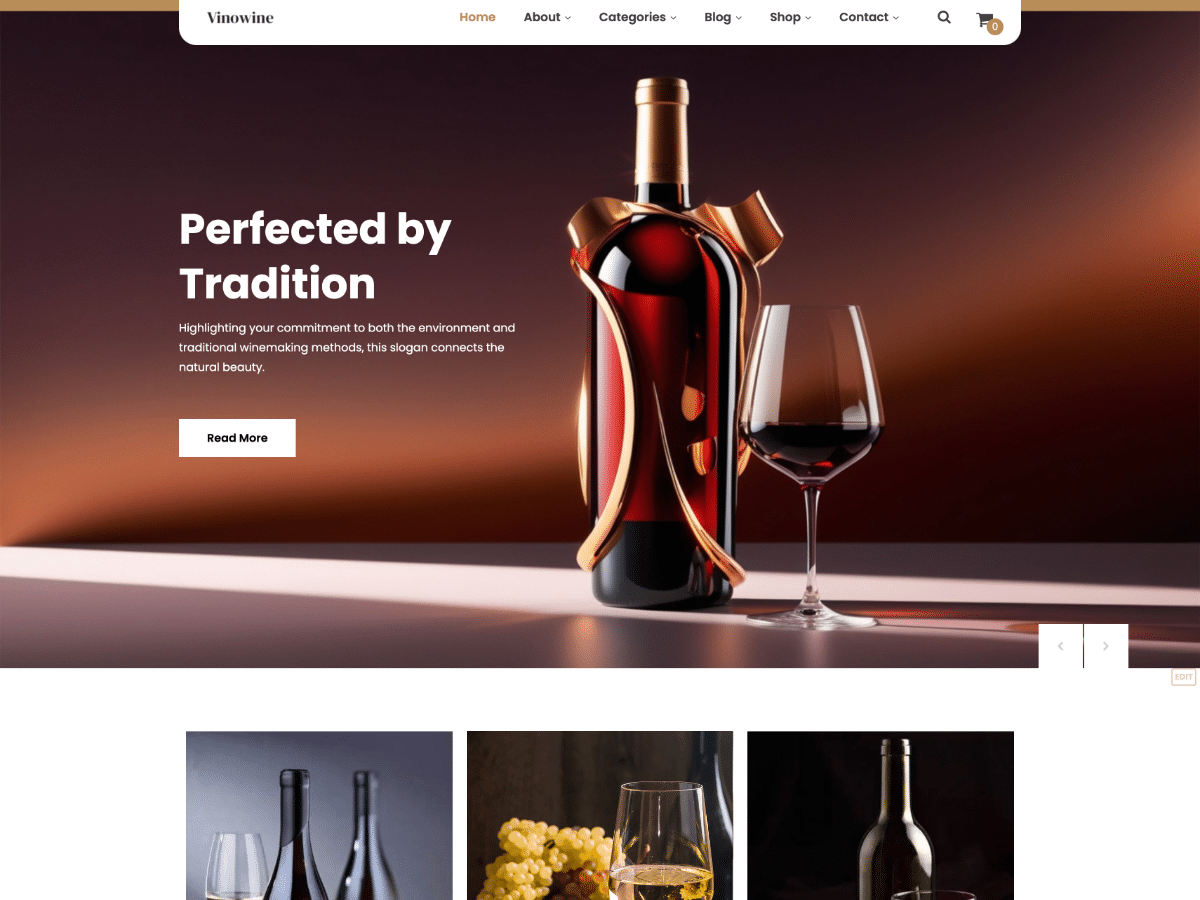 Vinowine
Home
About
Categories
Blog
Shop
Contact
0
Perfected by
Tradition
Highlighting your commitment to both the environment and
traditional winemaking methods, this slogan connects the
natural beauty.
Read More
EDIT